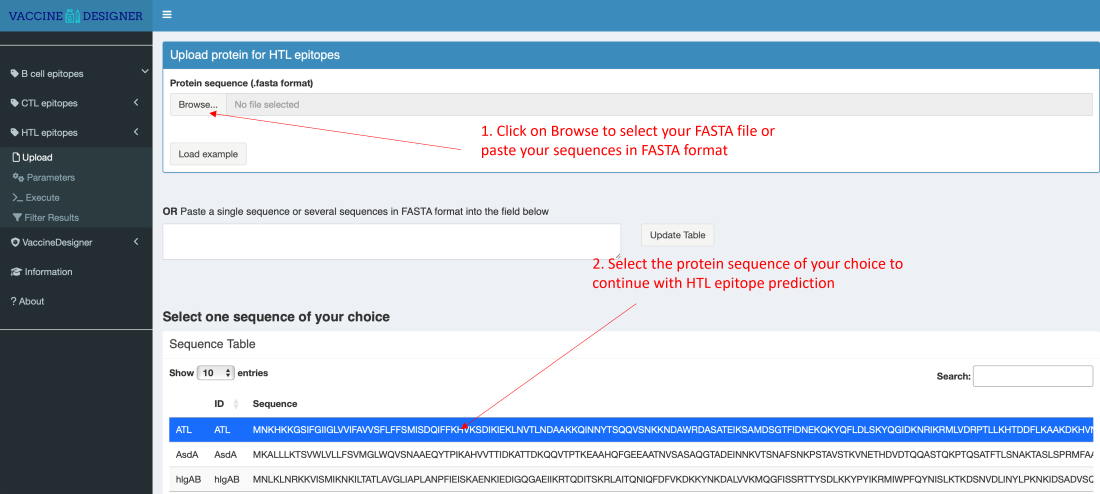 VACCINE DESIGNER
Upload protein for HTL epitopes
B cell epitopes
CTL epitopes
HTL epitopes
Upload
Parameters
Execute
Filter Results
VaccineDesigner
Information
? About
Protein sequence (.fasta format)
Browse... No file selected
1. Click on Browse to select your FASTA file or
paste your sequences in FASTA format
Load example
OR Paste a single sequence or several sequences in FASTA format into the field below
Update Table
2. Select the protein sequence of your choice to
continue with HTL epitope prediction
Select one sequence of your choice
Sequence Table
Show 10 entries
Search:
ID Sequence
ATL ATL MNKHKKGSIFGIIGLVVIFAVVSFLFFSMISDQIFFKHVKSDIKIEKLNVTLNDAAKKQINNYTSQQVSNKKNDAWRDASATEIKSAMDSGTFIDNEKQKYQFLDLSKYQGIDKNRIKRMLVDRPTLLKHTDDFLKAAKDKHVN
AsdA AsdA MKALLLKTSVWLVLLFSVMGLWQVSNAAEQYTPIKAHVVTTIDKATTDKQQVTPTKEAAHQFGEEAATNVSASAQGTADEINNKVTSNAFSNKPSTAVSTKVNETHDVDTQQASTQKPTQSATFTLSNAKTASLSPRMFAA
hlgAB hlgAB MNLKLNRKKVISMIKNKILTATLAVGLIAPLANPFIEISKAENKIEDIGQGAEIIKRTQDITSKRLAITQNIQFDFVKDKKYNKDALVVKMQGFISSRTTYSDLKKYPYIKRMIWPFQYNISLKTKDSNVDLINYLPKNKIDSADVSQ